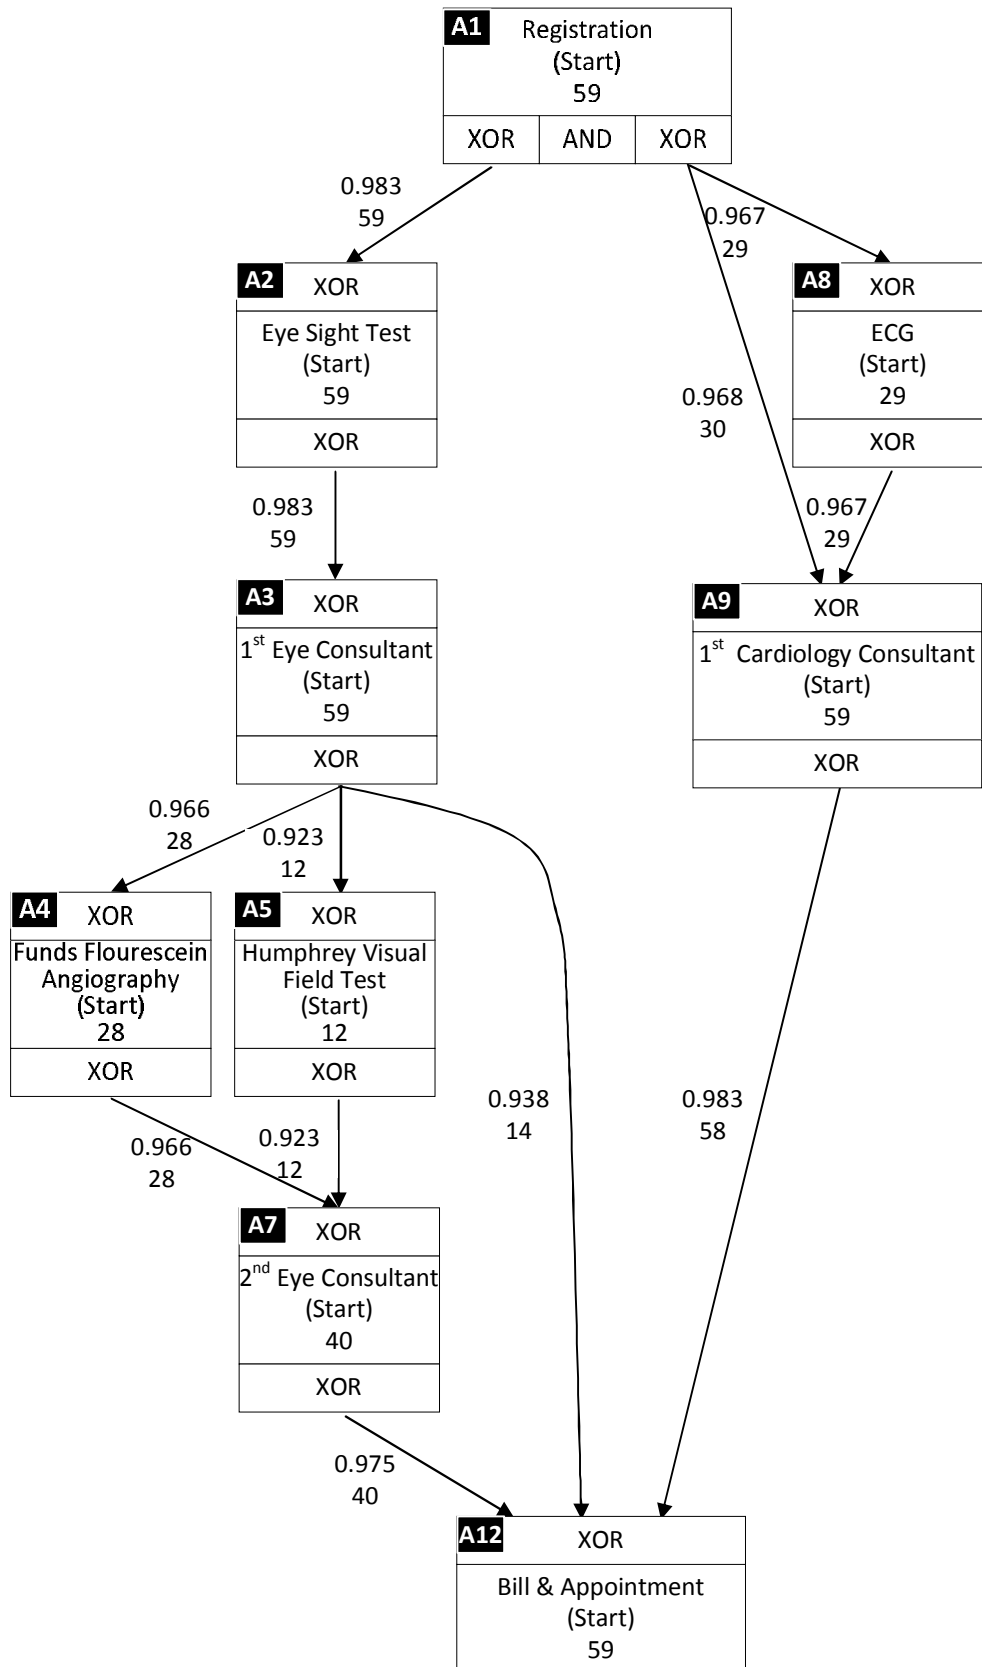 A1 Registration
(Start)
59
XOR AND XOR
0.983
59
0.967
29
A2 XOR
Eye Sight Test
(Start)
59
XOR
A8 XOR
ECG
(Start)
29
XOR
0.968
30
0.983
59
0.967
29
A3 XOR
1st Eye Consultant
(Start)
59
XOR
A9 XOR
1st Cardiology Consultant
(Start)
59
XOR
0.966
28
0.923
12
A4 XOR
Funds Flourescein
Angiography
(Start)
28
XOR
A5 XOR
Humphrey Visual
Field Test
(Start)
12
XOR
0.938
14
0.983
58
0.966
28
0.923
12
A7 XOR
2nd Eye Consultant
(Start)
40
XOR
0.975
40
A12 XOR
Bill & Appointment
(Start)
59